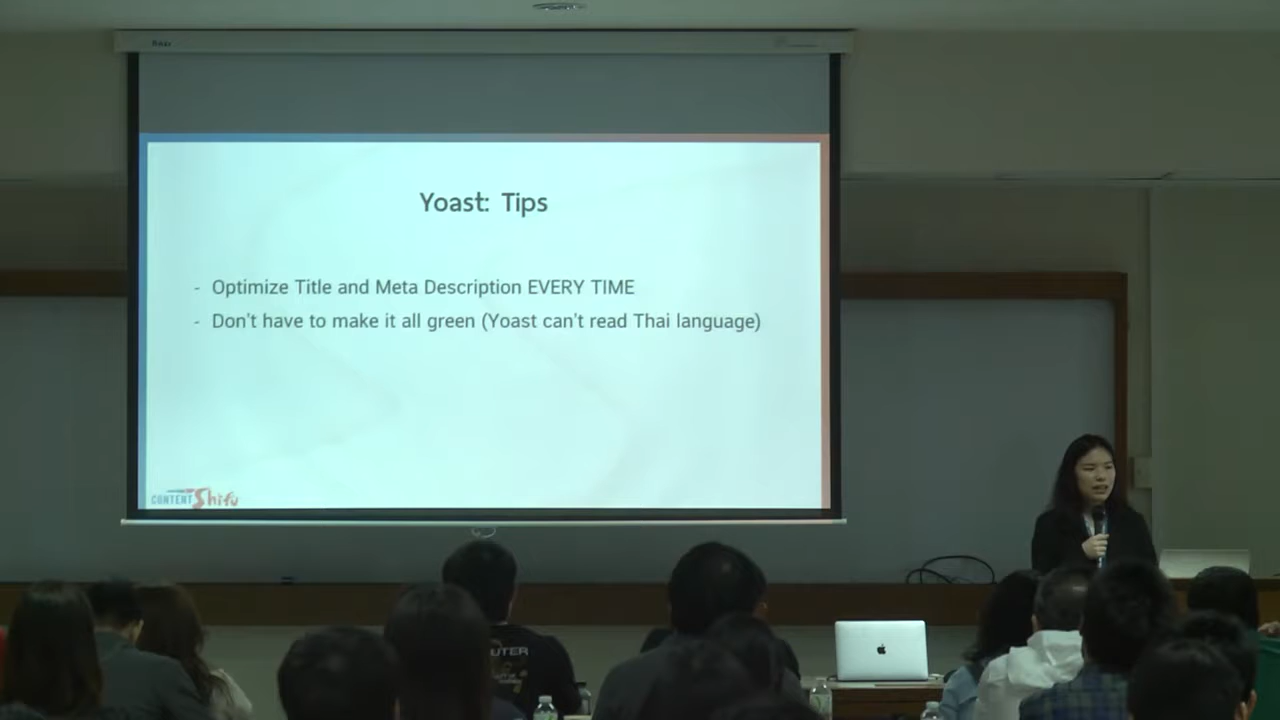 Yoast: Tips
- Optimize Title and Meta Description EVERY TIME
- Don't have to make it all green (Yoast can't read Thai language)
CONTENT Shifu
UTER